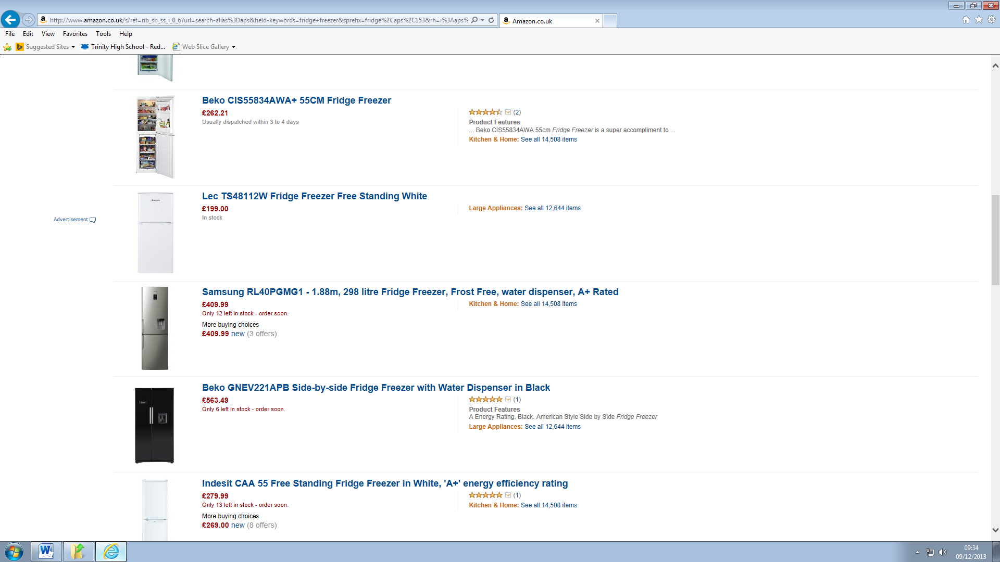 http://www.amazon.co.uk/s/ref=nb_sb_ss_i_0_6?url=search-alias%3Daps&field-keywords=fridge+freezer&sprefix=fridge%2Caps%2C153&rh=i%3Aaps%
Amazon.co.uk
File Edit View Favorites Tools Help
Suggested Sites Trinity High School - Red... Web Slice Gallery
Beko CIS55834AWA+ 55CM Fridge Freezer
£262.21
(2)
Usually dispatched within 3 to 4 days
Product Features
... Beko CIS55834AWA 55cm Fridge Freezer is a super accompliment to ...
Kitchen & Home: See all 14,508 items
Lec TS48112W Fridge Freezer Free Standing White
£199.00
Large Appliances: See all 12,644 items
In stock
Advertisement
Samsung RL40PGMG1 - 1.88m, 298 litre Fridge Freezer, Frost Free, water dispenser, A+ Rated
£409.99
Kitchen & Home: See all 14,508 items
Only 12 left in stock - order soon.
More buying choices
£409.99 new (3 offers)
Beko GNEV221APB Side-by-side Fridge Freezer with Water Dispenser in Black
£563.49
(1)
Only 6 left in stock - order soon.
Product Features
A Energy Rating. Black. American Style Side by Side Fridge Freezer
Large Appliances: See all 12,644 items
Indesit CAA 55 Free Standing Fridge Freezer in White, 'A+' energy efficiency rating
£279.99
(1)
Only 13 left in stock - order soon.
Kitchen & Home: See all 14,508 items
More buying choices
£269.00 new (8 offers)
09:34
09/12/2013